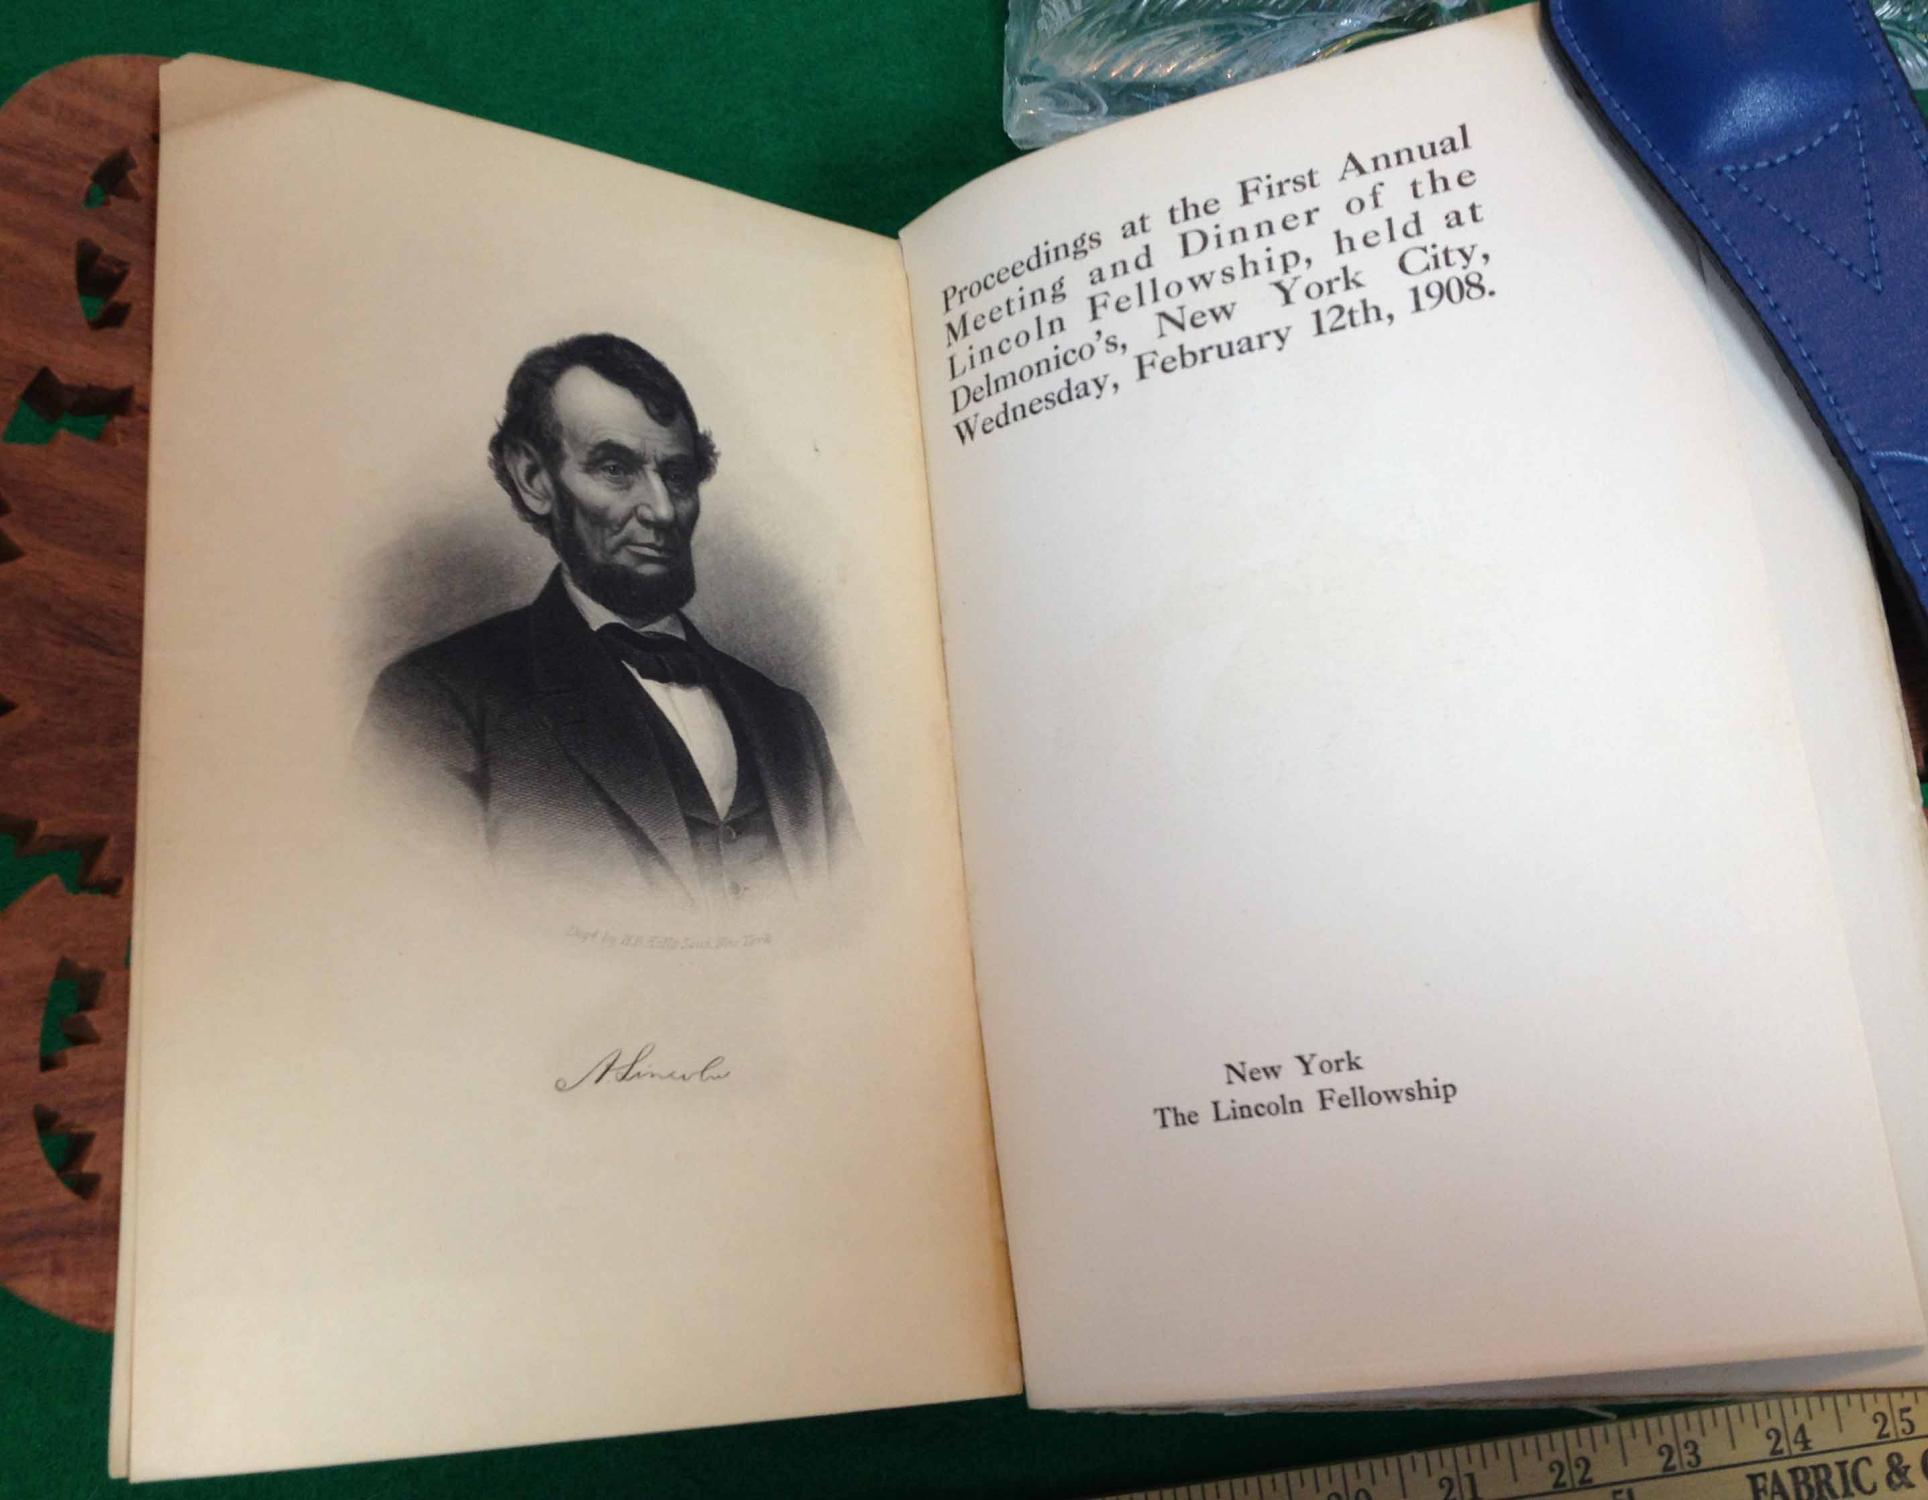 A Lincoln
Proceedings at the First Annual
Meeting and Dinner of the
Lincoln Fellowship, held at
Delmonico's, New York City,
Wednesday, February 12th, 1908.
New York
The Lincoln Fellowship
21 22 23 24 25
FABRIC &